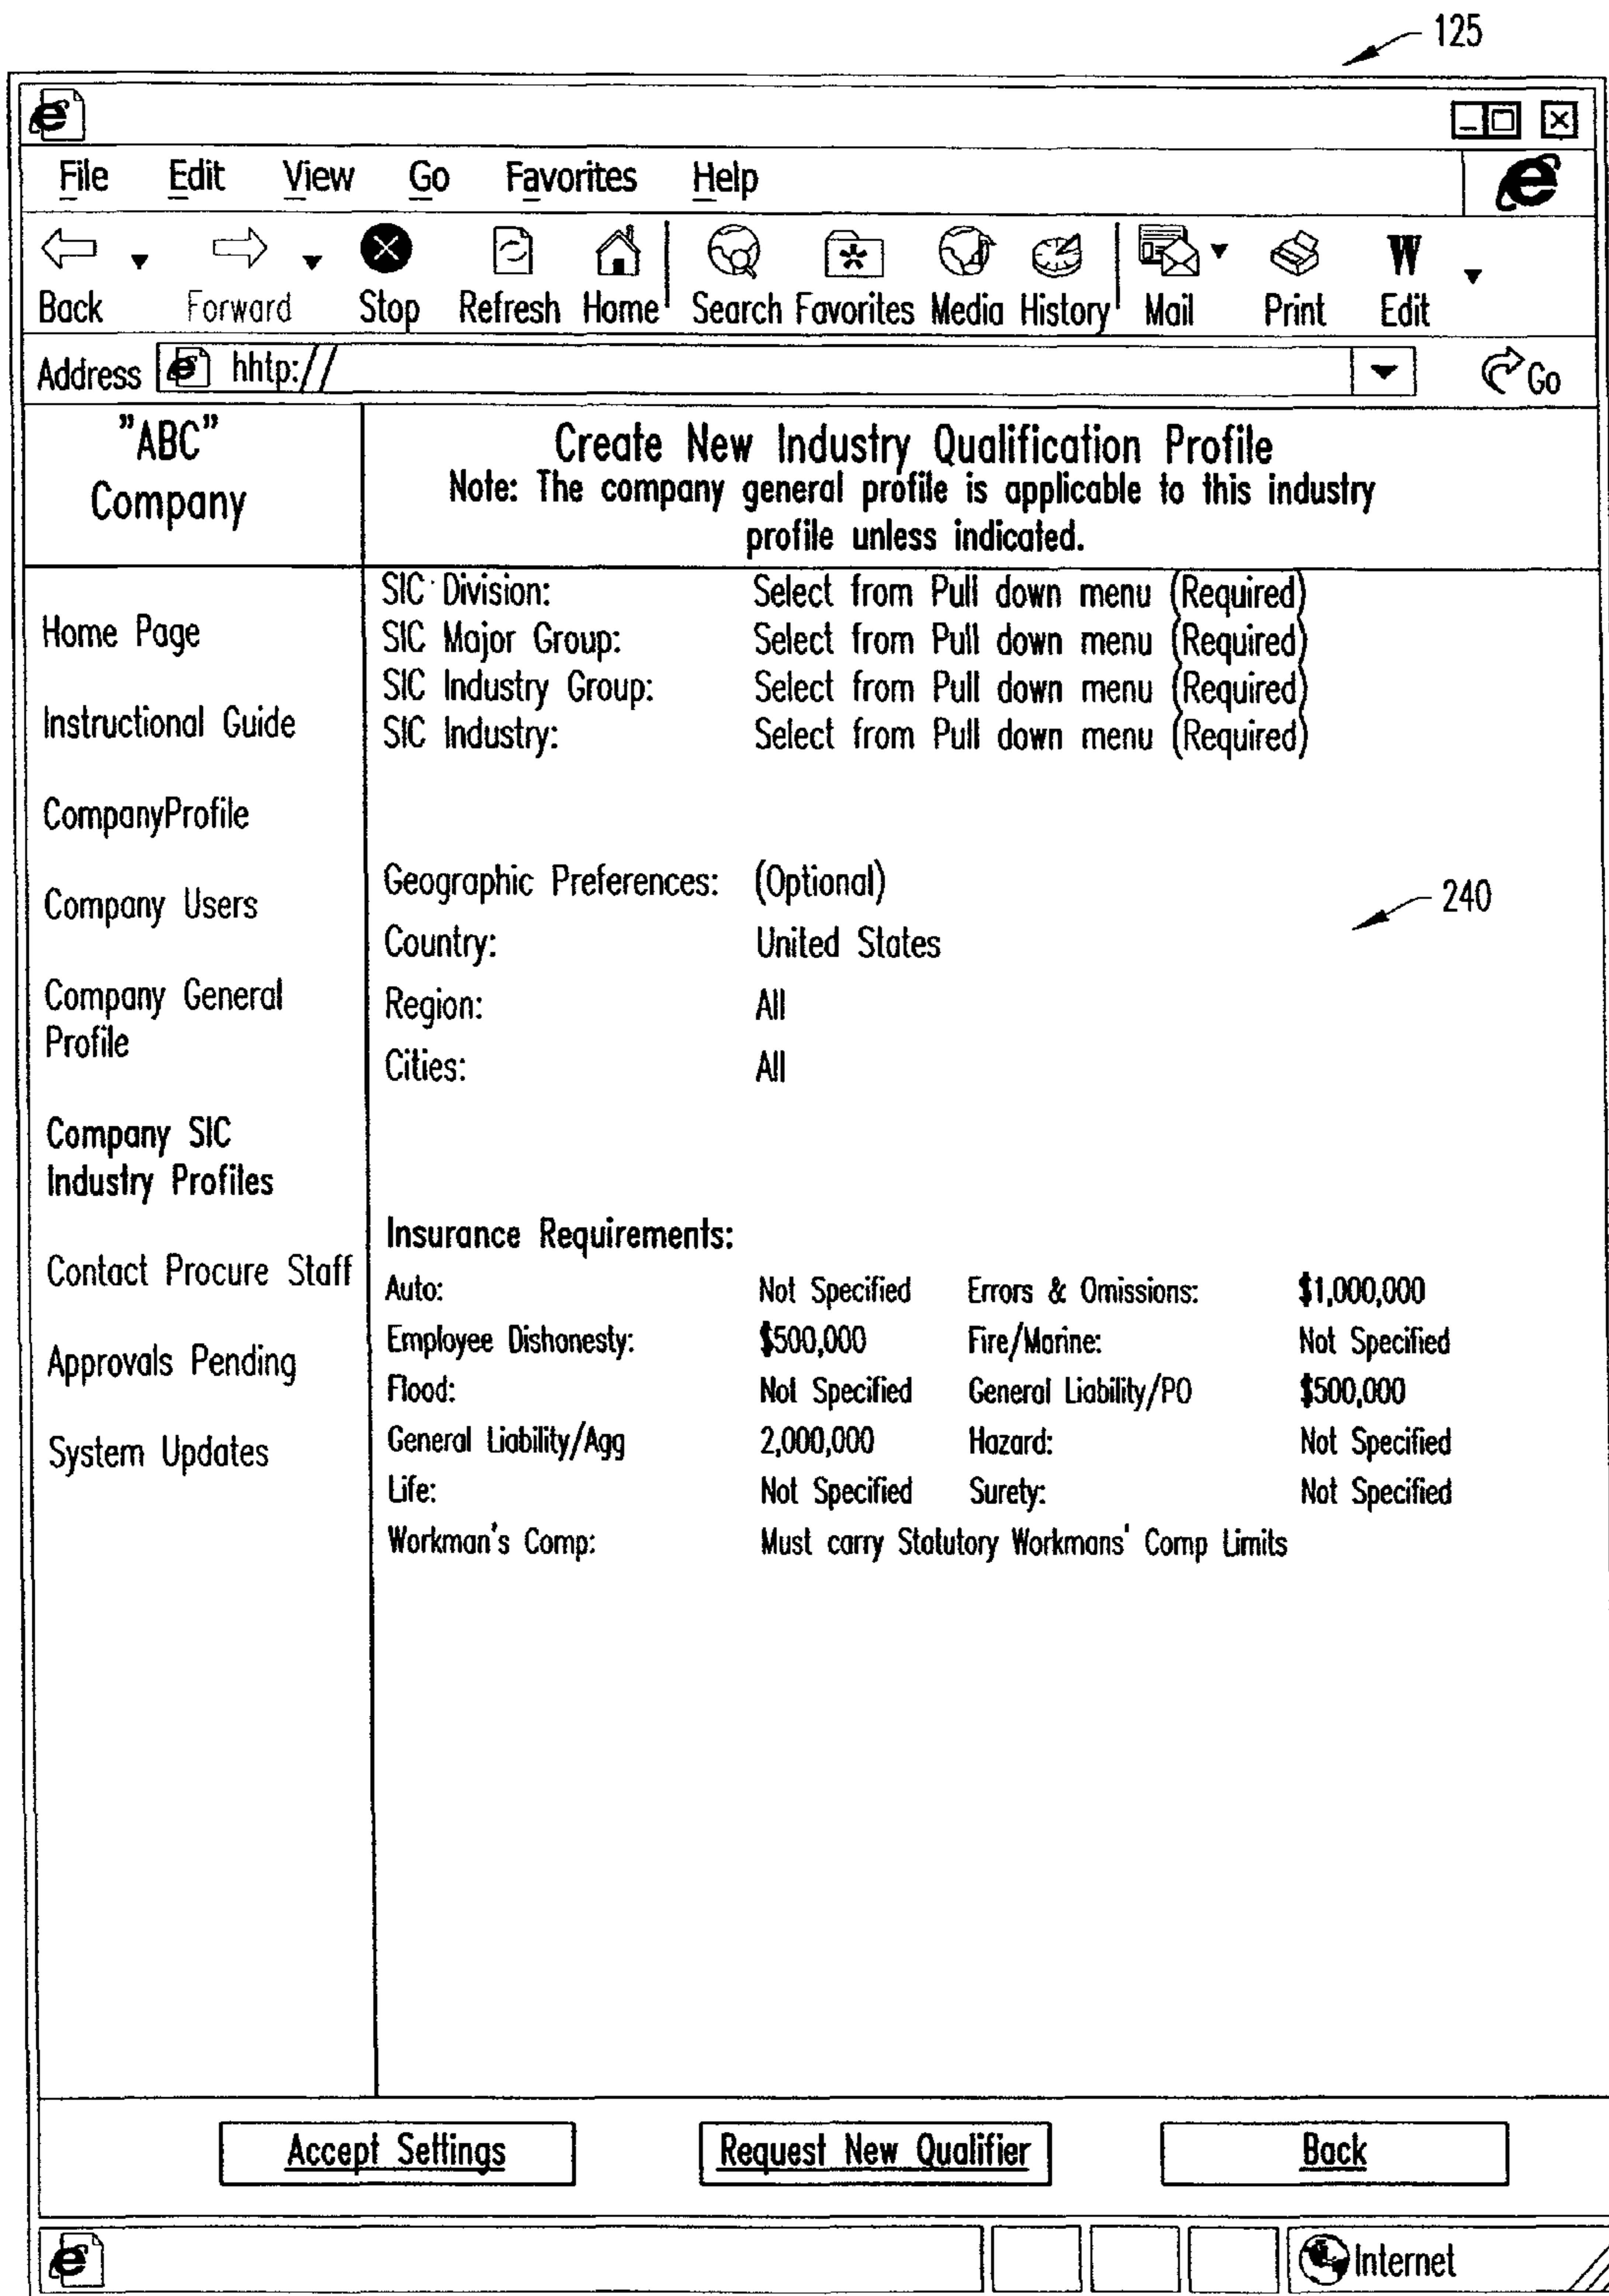 125
File Edit View Go Favorites Help
Back Forward Stop Refresh Home Search Favorites Media History Mail Print Edit
Address hhtp:// Go
"ABC"
Company
Create New Industry Qualification Profile
Note: The company general profile is applicable to this industry
profile unless indicated.
Home Page
Instructional Guide
CompanyProfile
Company Users
Company General
Profile
Company SIC
Industry Profiles
Contact Procure Staff
Approvals Pending
System Updates
SIC Division: Select from Pull down menu (Required)
SIC Major Group: Select from Pull down menu (Required)
SIC Industry Group: Select from Pull down menu (Required)
SIC Industry: Select from Pull down menu (Required)
Geographic Preferences: (Optional)
240
Country: United States
Region: All
Cities: All
Insurance Requirements:
Auto: Not Specified Errors & Omissions: $1,000,000
Employee Dishonesty: $500,000 Fire/Marine: Not Specified
Flood: Not Specified General Liability/PO $500,000
General Liability/Agg 2,000,000 Hazard: Not Specified
Life: Not Specified Surety: Not Specified
Workman's Comp: Must carry Statutory Workmans' Comp Limits
Accept Settings Request New Qualifier Back
Internet